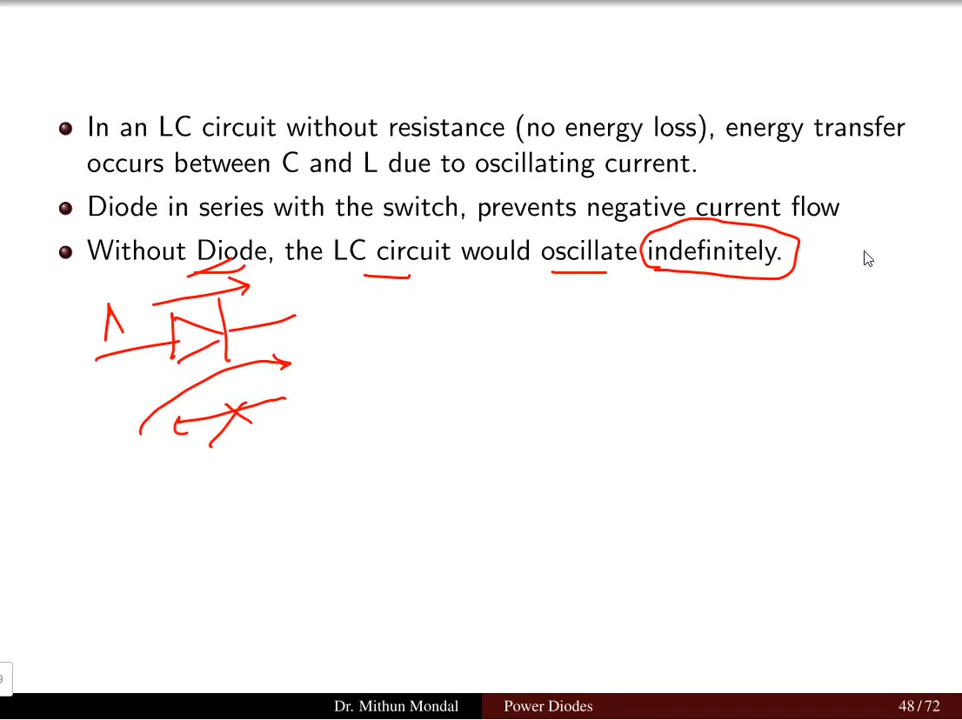 In an LC circuit without resistance (no energy loss), energy transfer
occurs between C and L due to oscillating current.
Diode in series with the switch, prevents negative current flow
Without Diode, the LC circuit would oscillate indefinitely.
Dr. Mithun Mondal Power Diodes 48 / 72